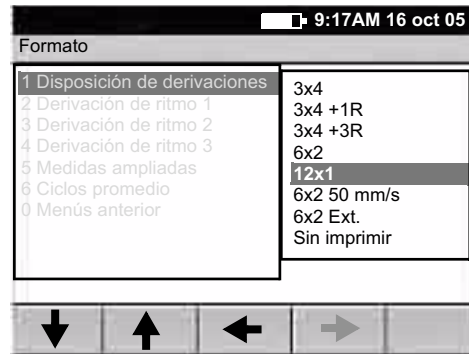 9:17AM 16 oct 05
Formato
1 Disposición de derivaciones
2 Derivación de ritmo 1
3 Derivación de ritmo 2
4 Derivación de ritmo 3
5 Medidas ampliadas
6 Ciclos promedio
0 Menús anterior
3x4
3x4 +1R
3x4 +3R
6x2
12x1
6x2 50 mm/s
6x2 Ext.
Sin imprimir